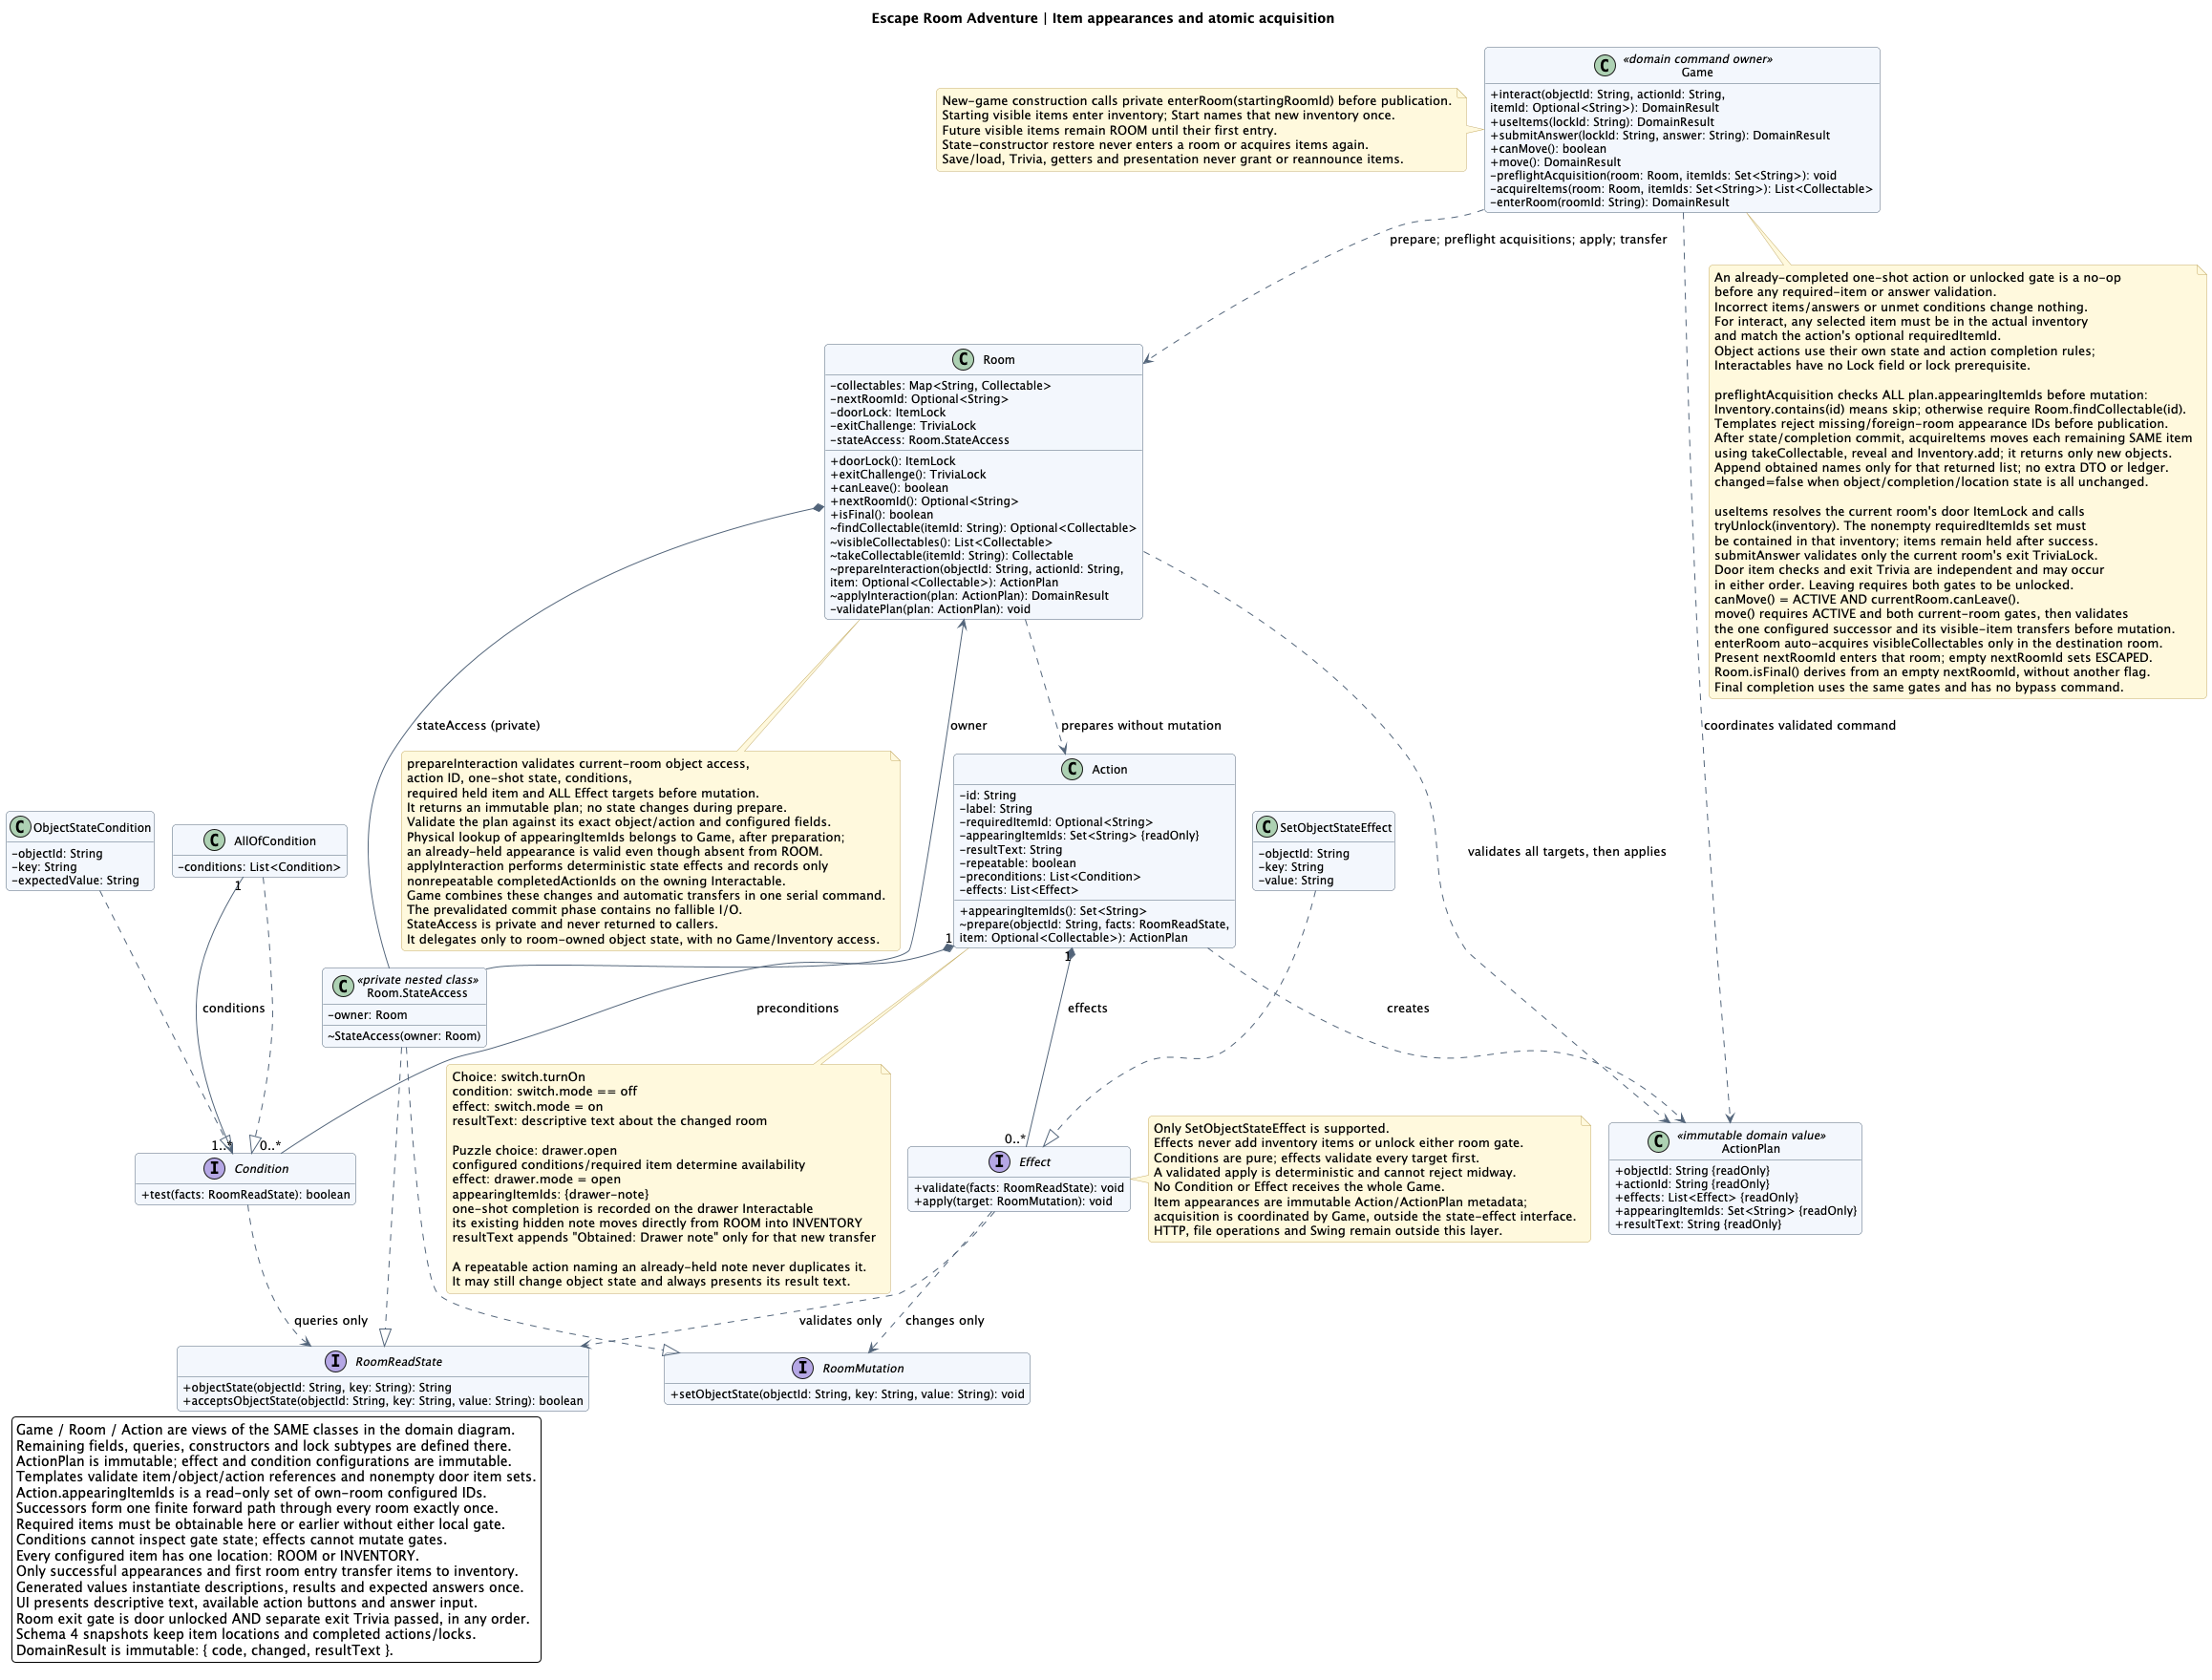 Escape Room Adventure | Item appearances and atomic acquisition
C
«domain command owner»
Game
+interact(objectId: String, actionId: String,
itemId: Optional<String>): DomainResult
+useItems(lockId: String): DomainResult
+submitAnswer(lockId: String, answer: String): DomainResult
+canMove(): boolean
+move(): DomainResult
-preflightAcquisition(room: Room, itemIds: Set<String>): void
-acquireItems(room: Room, itemIds: Set<String>): List<Collectable>
-enterRoom(roomId: String): DomainResult
New-game construction calls private enterRoom(startingRoomId) before publication.
Starting visible items enter inventory; Start names that new inventory once.
Future visible items remain ROOM until their first entry.
State-constructor restore never enters a room or acquires items again.
Save/load, Trivia, getters and presentation never grant or reannounce items.
prepare; preflight acquisitions; apply; transfer
An already-completed one-shot action or unlocked gate is a no-op
before any required-item or answer validation.
Incorrect items/answers or unmet conditions change nothing.
For interact, any selected item must be in the actual inventory
and match the action's optional requiredItemId.
Object actions use their own state and action completion rules;
Interactables have no Lock field or lock prerequisite.
preflightAcquisition checks ALL plan.appearingItemIds before mutation:
Inventory.contains(id) means skip; otherwise require Room.findCollectable(id).
Templates reject missing/foreign-room appearance IDs before publication.
After state/completion commit, acquireItems moves each remaining SAME item
using takeCollectable, reveal and Inventory.add; it returns only new objects.
Append obtained names only for that returned list; no extra DTO or ledger.
changed=false when object/completion/location state is all unchanged.
useItems resolves the current room's door ItemLock and calls
tryUnlock(inventory). The nonempty requiredItemIds set must
be contained in that inventory; items remain held after success.
submitAnswer validates only the current room's exit TriviaLock.
Door item checks and exit Trivia are independent and may occur
in either order. Leaving requires both gates to be unlocked.
canMove() = ACTIVE AND currentRoom.canLeave().
move() requires ACTIVE and both current-room gates, then validates
the one configured successor and its visible-item transfers before mutation.
enterRoom auto-acquires visibleCollectables only in the destination room.
Present nextRoomId enters that room; empty nextRoomId sets ESCAPED.
Room.isFinal() derives from an empty nextRoomId, without another flag.
Final completion uses the same gates and has no bypass command.
C
Room
-collectables: Map<String, Collectable>
-nextRoomId: Optional<String>
-doorLock: ItemLock
-exitChallenge: TriviaLock
-stateAccess: Room.StateAccess
+doorLock(): ItemLock
+exitChallenge(): TriviaLock
+canLeave(): boolean
+nextRoomId(): Optional<String>
+isFinal(): boolean
~findCollectable(itemId: String): Optional<Collectable>
~visibleCollectables(): List<Collectable>
~takeCollectable(itemId: String): Collectable
~prepareInteraction(objectId: String, actionId: String,
item: Optional<Collectable>): ActionPlan
~applyInteraction(plan: ActionPlan): DomainResult
-validatePlan(plan: ActionPlan): void
stateAccess (private)
owner
prepares without mutation
coordinates validated command
prepareInteraction validates current-room object access,
action ID, one-shot state, conditions,
required held item and ALL Effect targets before mutation.
It returns an immutable plan; no state changes during prepare.
Validate the plan against its exact object/action and configured fields.
Physical lookup of appearingItemIds belongs to Game, after preparation;
an already-held appearance is valid even though absent from ROOM.
applyInteraction performs deterministic state effects and records only
nonrepeatable completedActionIds on the owning Interactable.
Game combines these changes and automatic transfers in one serial command.
The prevalidated commit phase contains no fallible I/O.
StateAccess is private and never returned to callers.
It delegates only to room-owned object state, with no Game/Inventory access.
C
Action
-id: String
-label: String
-requiredItemId: Optional<String>
-appearingItemIds: Set<String> {readOnly}
-resultText: String
-repeatable: boolean
-preconditions: List<Condition>
-effects: List<Effect>
+appearingItemIds(): Set<String>
~prepare(objectId: String, facts: RoomReadState,
item: Optional<Collectable>): ActionPlan
C
ObjectStateCondition
-objectId: String
-key: String
-expectedValue: String
C
AllOfCondition
-conditions: List<Condition>
C
SetObjectStateEffect
-objectId: String
-key: String
-value: String
validates all targets, then applies
1
1
1
C
«private nested class»
Room.StateAccess
-owner: Room
~StateAccess(owner: Room)
conditions
preconditions
effects
creates
Choice: switch.turnOn
condition: switch.mode == off
effect: switch.mode = on
resultText: descriptive text about the changed room
Puzzle choice: drawer.open
configured conditions/required item determine availability
effect: drawer.mode = open
appearingItemIds: {drawer-note}
one-shot completion is recorded on the drawer Interactable
its existing hidden note moves directly from ROOM into INVENTORY
resultText appends "Obtained: Drawer note" only for that new transfer
A repeatable action naming an already-held note never duplicates it.
It may still change object state and always presents its result text.
1..*
0..*
I
Condition
+test(facts: RoomReadState): boolean
0..*
I
Effect
+validate(facts: RoomReadState): void
+apply(target: RoomMutation): void
Only SetObjectStateEffect is supported.
Effects never add inventory items or unlock either room gate.
Conditions are pure; effects validate every target first.
A validated apply is deterministic and cannot reject midway.
No Condition or Effect receives the whole Game.
Item appearances are immutable Action/ActionPlan metadata;
acquisition is coordinated by Game, outside the state-effect interface.
HTTP, file operations and Swing remain outside this layer.
C
«immutable domain value»
ActionPlan
+objectId: String {readOnly}
+actionId: String {readOnly}
+effects: List<Effect> {readOnly}
+appearingItemIds: Set<String> {readOnly}
+resultText: String {readOnly}
queries only
validates only
changes only
I
RoomReadState
+objectState(objectId: String, key: String): String
+acceptsObjectState(objectId: String, key: String, value: String): boolean
I
RoomMutation
+setObjectState(objectId: String, key: String, value: String): void
Game / Room / Action are views of the SAME classes in the domain diagram.
Remaining fields, queries, constructors and lock subtypes are defined there.
ActionPlan is immutable; effect and condition configurations are immutable.
Templates validate item/object/action references and nonempty door item sets.
Action.appearingItemIds is a read-only set of own-room configured IDs.
Successors form one finite forward path through every room exactly once.
Required items must be obtainable here or earlier without either local gate.
Conditions cannot inspect gate state; effects cannot mutate gates.
Every configured item has one location: ROOM or INVENTORY.
Only successful appearances and first room entry transfer items to inventory.
Generated values instantiate descriptions, results and expected answers once.
UI presents descriptive text, available action buttons and answer input.
Room exit gate is door unlocked AND separate exit Trivia passed, in any order.
Schema 4 snapshots keep item locations and completed actions/locks.
DomainResult is immutable: { code, changed, resultText }.